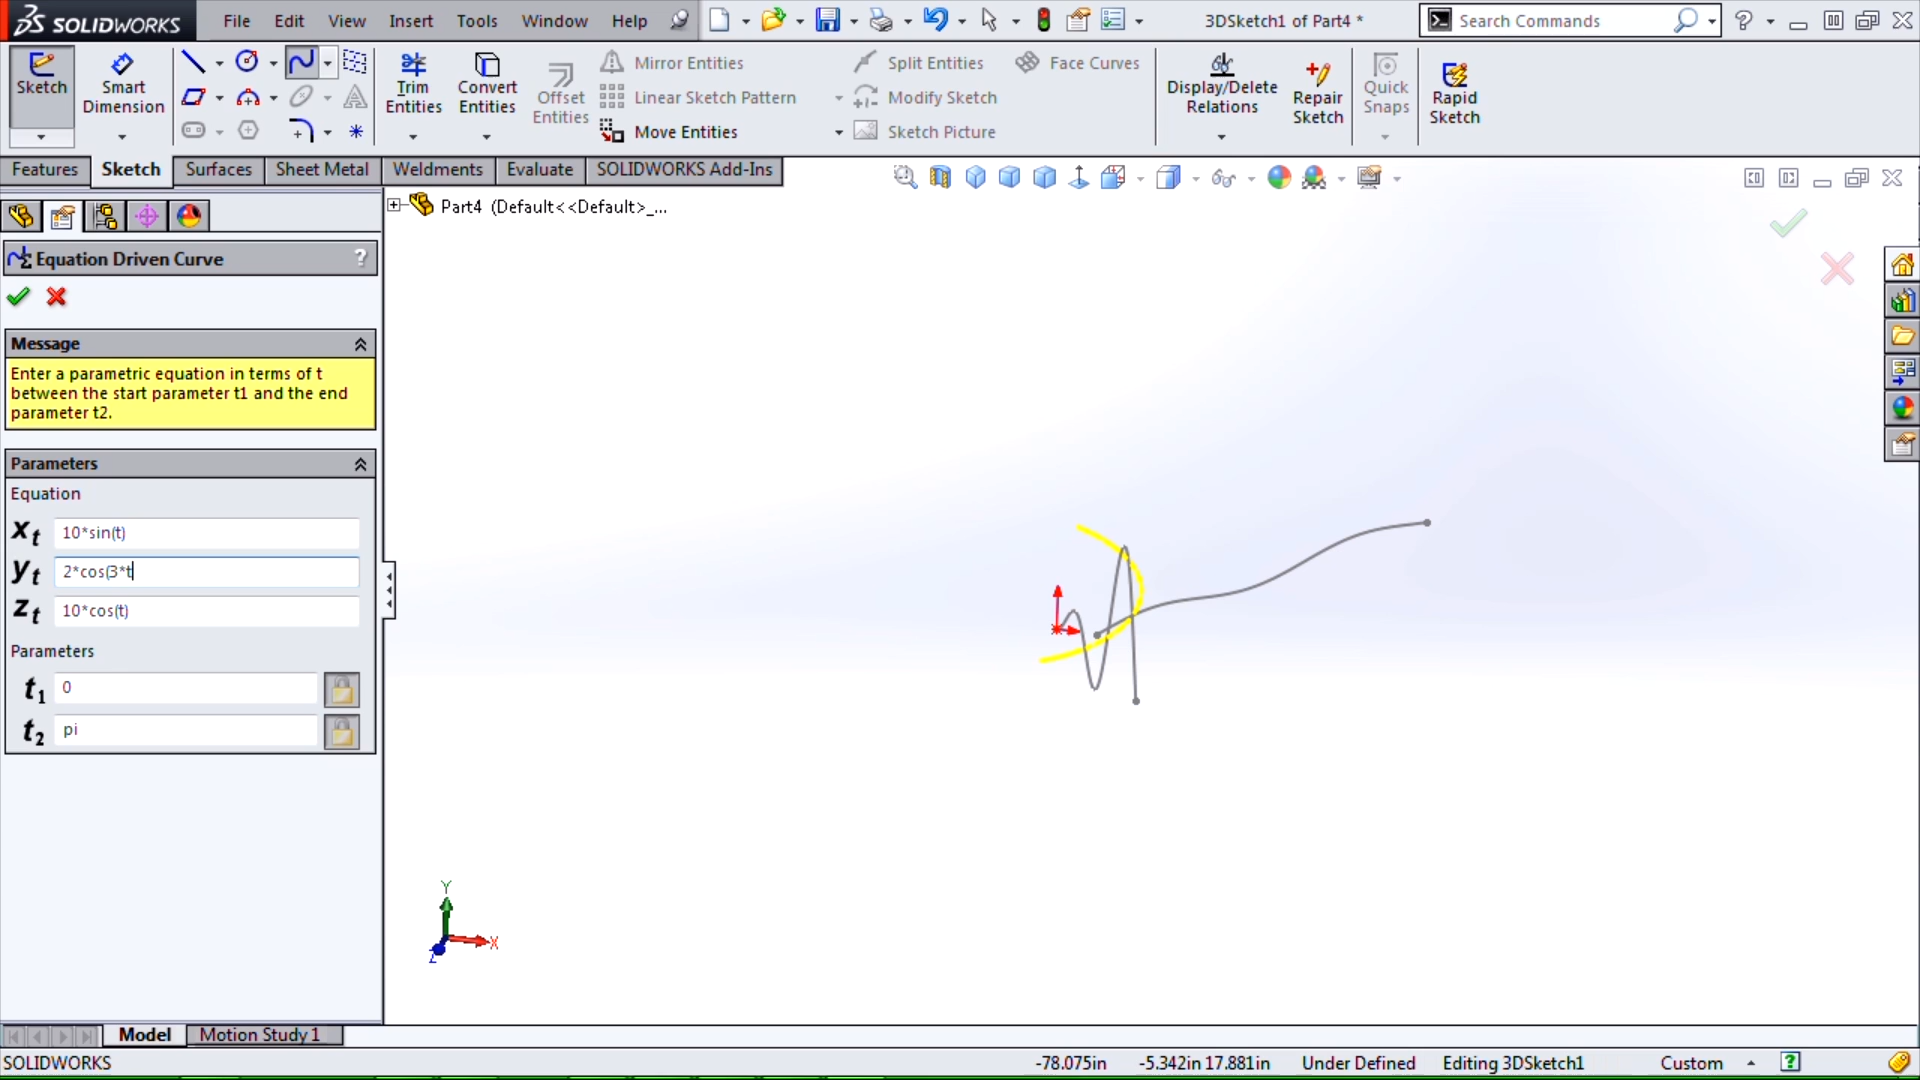 SOLIDWORKS File Edit View Insert Tools Window Help 3DSketch1 of Part4 * Search Commands
Sketch Smart Dimension Trim Entities Convert Entities Offset Entities Mirror Entities Linear Sketch Pattern Move Entities Split Entities Modify Sketch Sketch Picture Face Curves Display/Delete Relations Repair Sketch Quick Snaps Rapid Sketch
Features Sketch Surfaces Sheet Metal Weldments Evaluate SOLIDWORKS Add-Ins
Part4 (Default<<Default>_...
Equation Driven Curve ?
Message
Enter a parametric equation in terms of t
between the start parameter t1 and the end
parameter t2.
Parameters
Equation
Xt 10*sin(t)
yt 2*cos(3*t
Zt 10*cos(t)
Parameters
t1 0
t2 pi
Y
X
Z
Model Motion Study 1
SOLIDWORKS -78.075in -5.342in 17.881in Under Defined Editing 3DSketch1 Custom ?